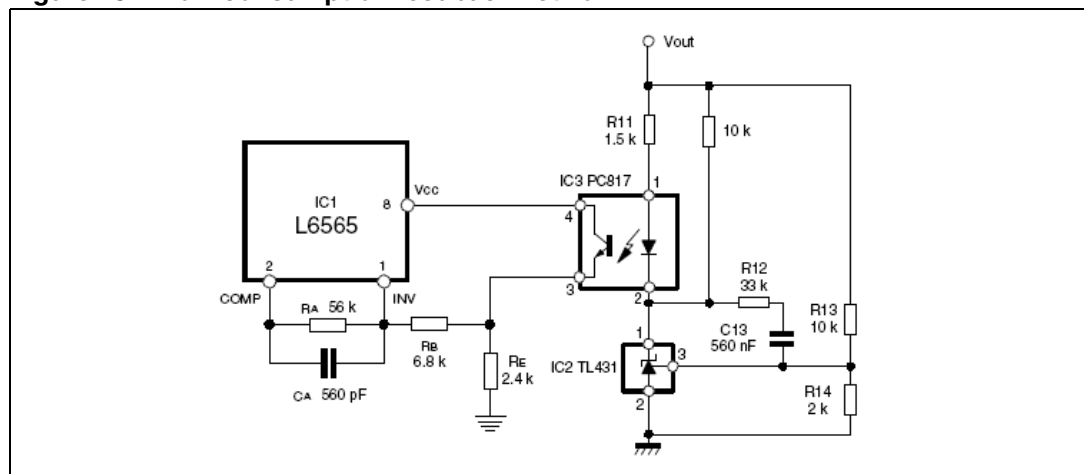 Vout
R11
1.5 k
10 k
IC3 PC817
1
IC1
L6565
8
Vcc
4
3
2
2
1
COMP
INV
RA 56 k
RB
6.8 k
CA 560 pF
RE
2.4 k
R12
33 k
C13
560 nF
R13
10 k
1
IC2 TL431
3
2
R14
2 k